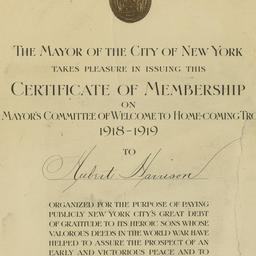 THE MAYOR OF THE CITY OF NEW YORK
TAKES PLEASURE IN ISSUING THIS
CERTIFICATE OF MEMBERSHIP
ON
MAYOR'S COMMITTEE OF WELCOME TO HOME-COMING TRO
1918-1919
TO
Hubert Harrison
ORGANIZED FOR THE PURPOSE OF PAYING
PUBLICLY NEW YORK CITY'S GREAT DEBT
OF GRATITUDE TO ITS HEROIC SONS WHOSE
VALOROUS DEEDS IN THE WORLD WAR HAVE
HELPED TO ASSURE THE PROSPECT OF AN
EARLY AND VICTORIOUS PEACE AND TO